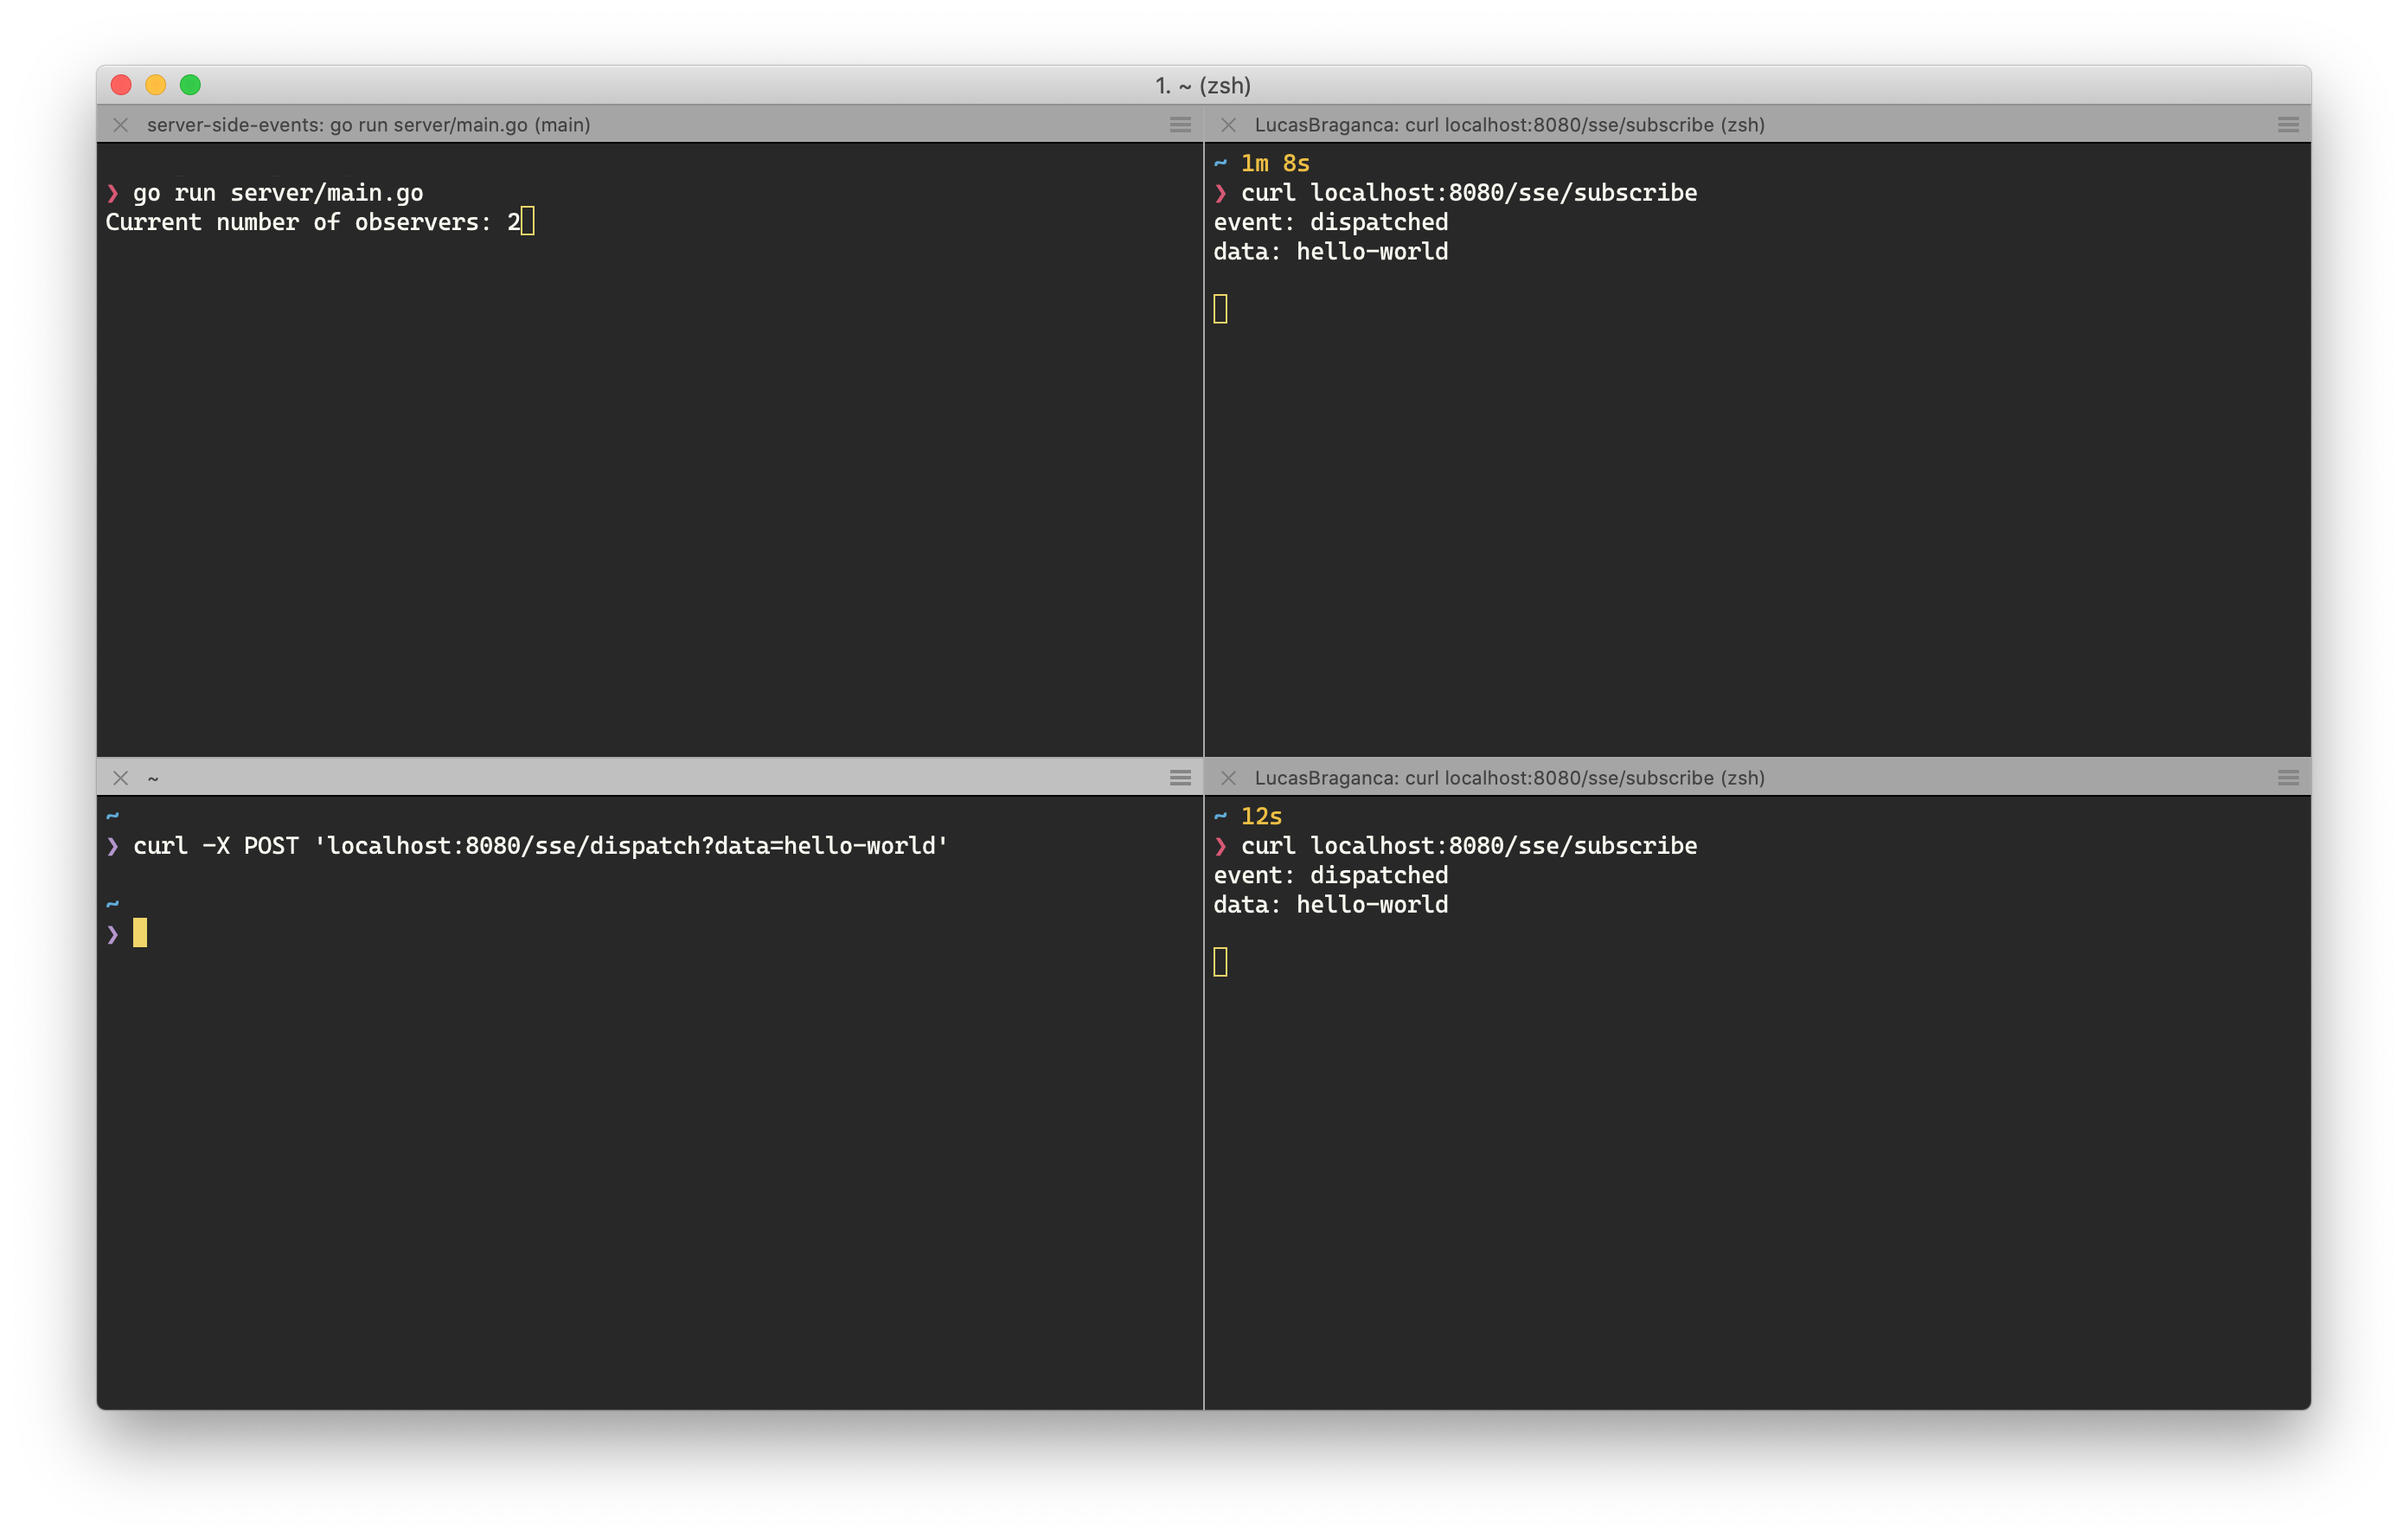 1. ~ (zsh)
server-side-events: go run server/main.go (main)
❯ go run server/main.go
Current number of observers: 2
LucasBraganca: curl localhost:8080/sse/subscribe (zsh)
~ 1m 8s
❯ curl localhost:8080/sse/subscribe
event: dispatched
data: hello-world
~
~
❯ curl -X POST 'localhost:8080/sse/dispatch?data=hello-world'
~
❯
LucasBraganca: curl localhost:8080/sse/subscribe (zsh)
~ 12s
❯ curl localhost:8080/sse/subscribe
event: dispatched
data: hello-world